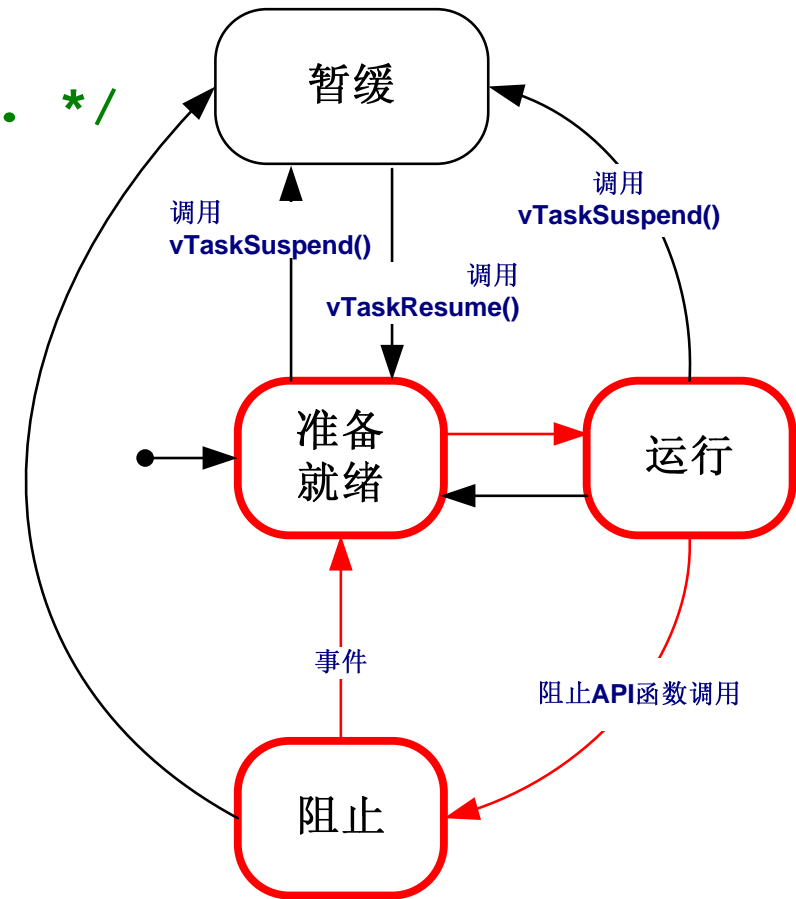 暂缓
. */
调用
vTaskSuspend()
调用
vTaskSuspend()
调用
vTaskResume()
准备
就绪
运行
事件
阻止API函数调用
阻止